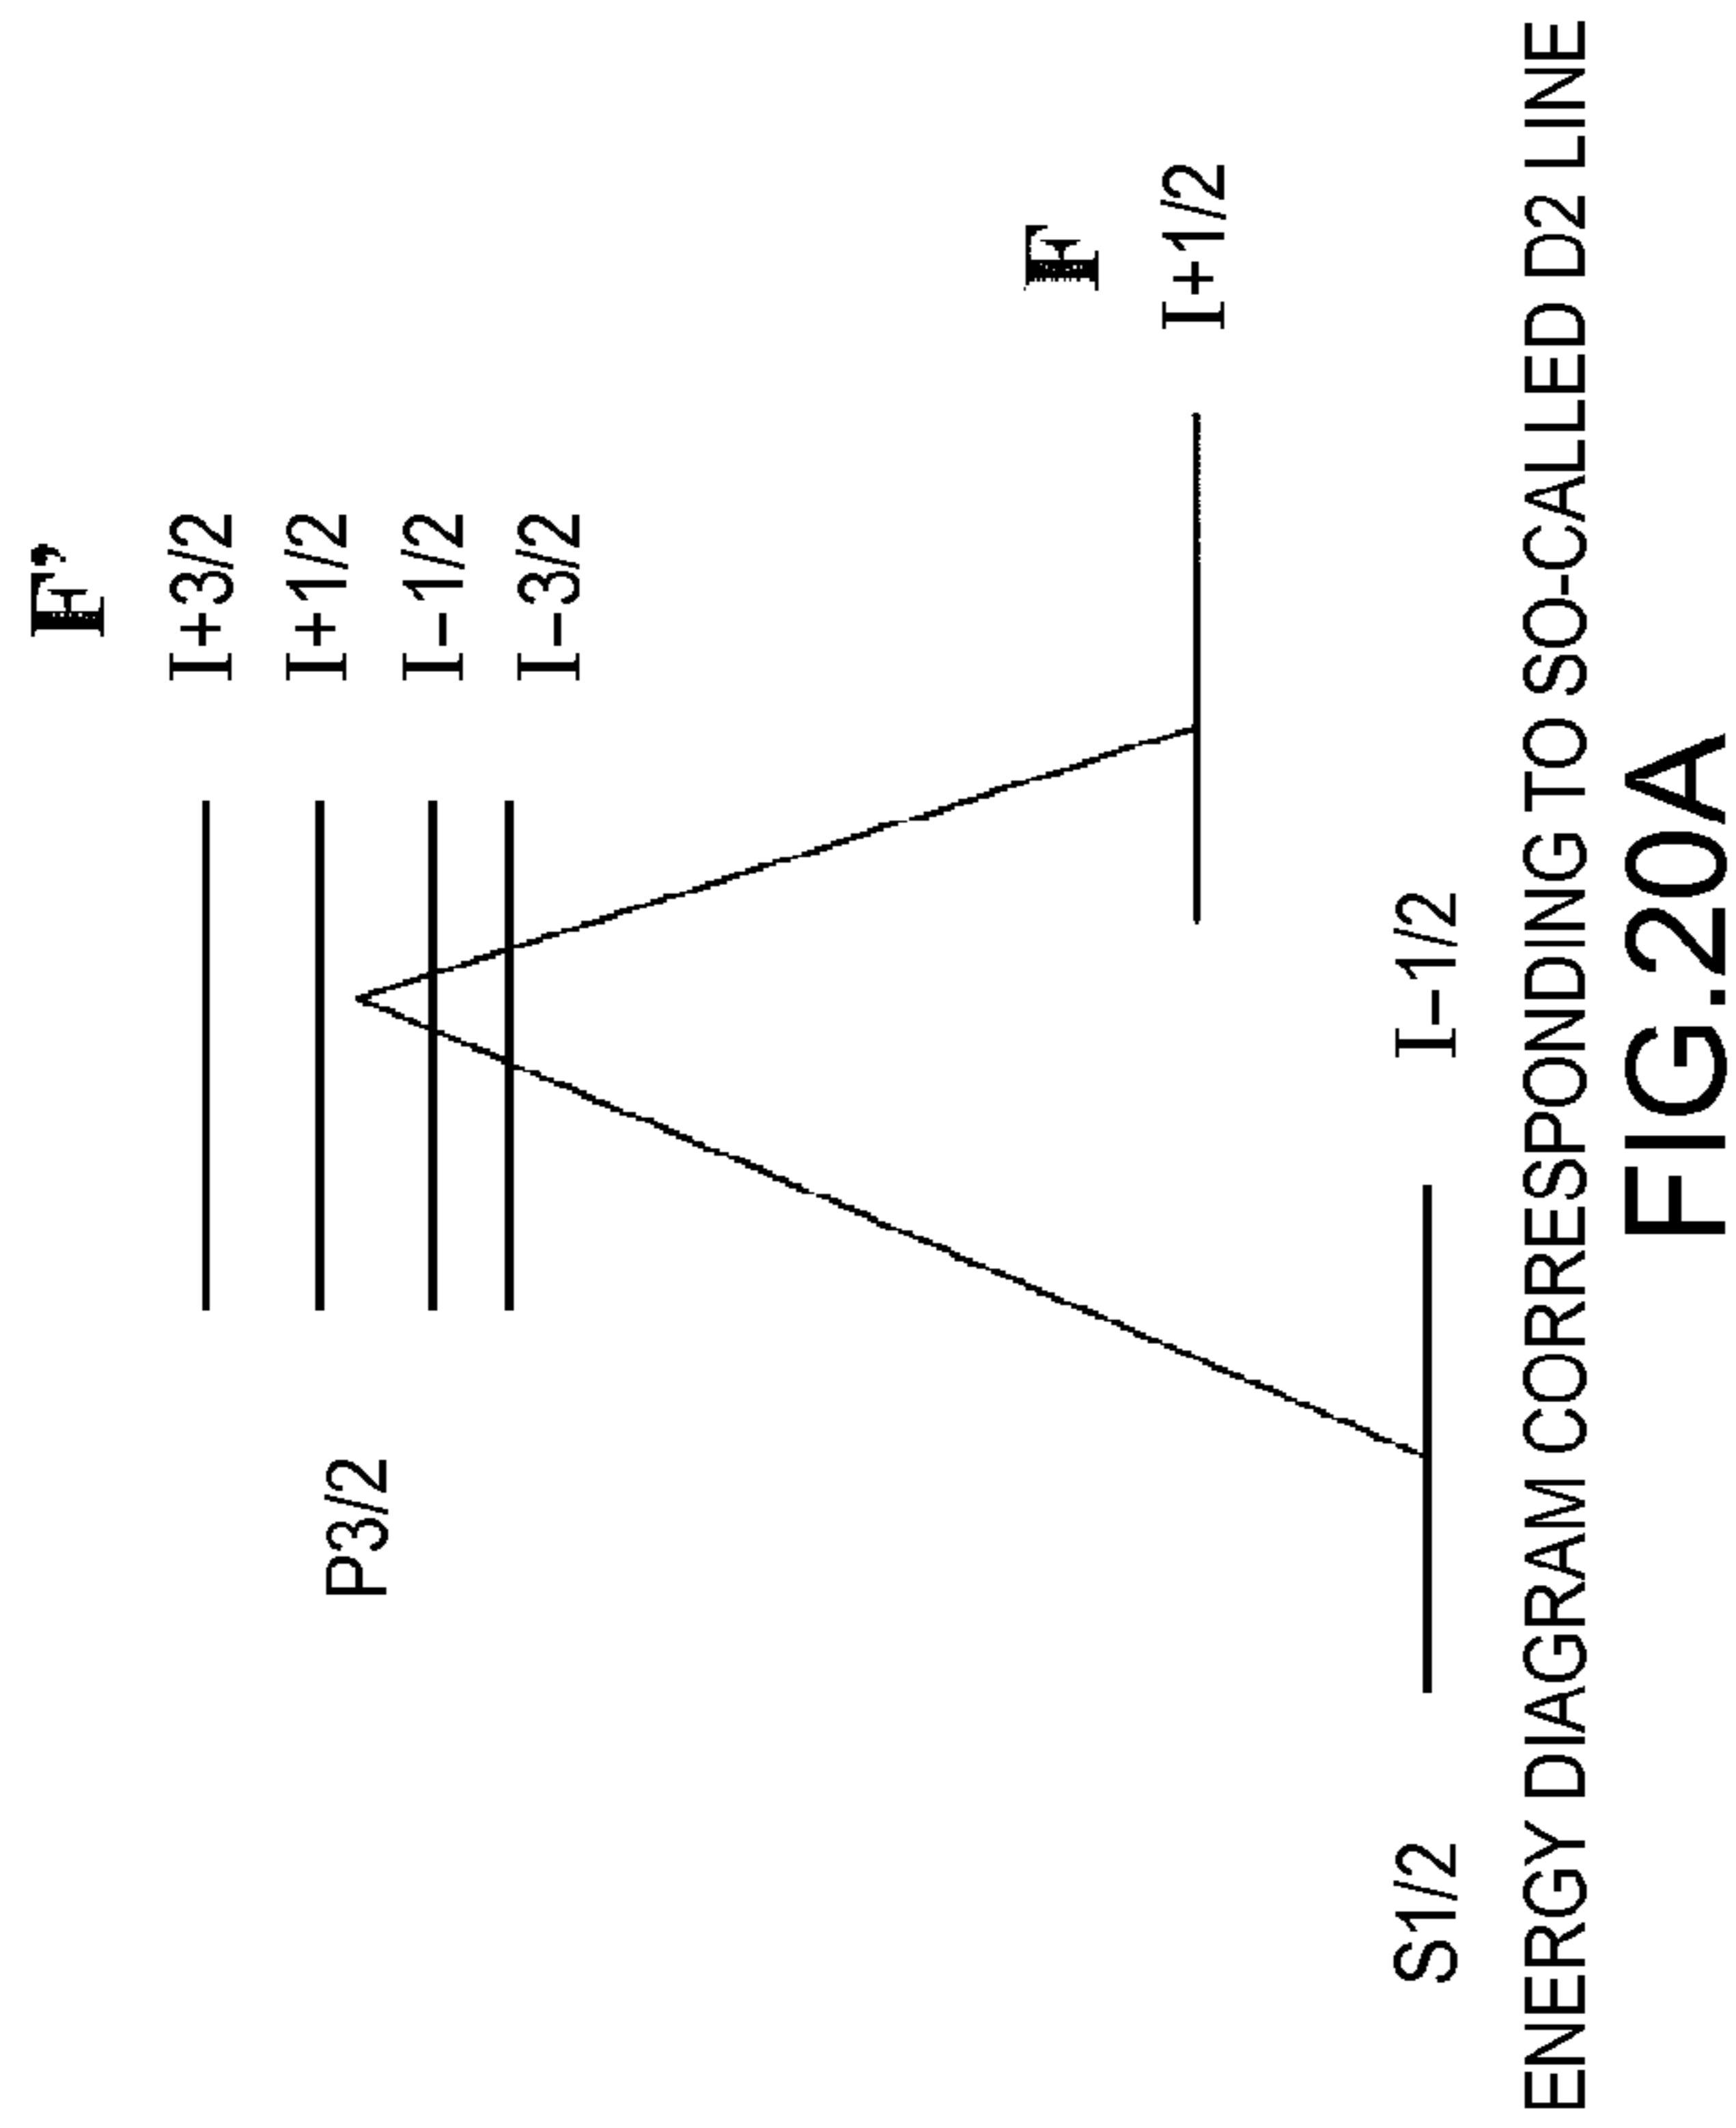 F'
I+3/2
I+1/2
I-1/2
I-3/2
P3/2
F
I+1/2
I-1/2
S1/2
ENERGY DIAGRAM CORRESPONDING TO SO-CALLED D2 LINE
FIG.20A